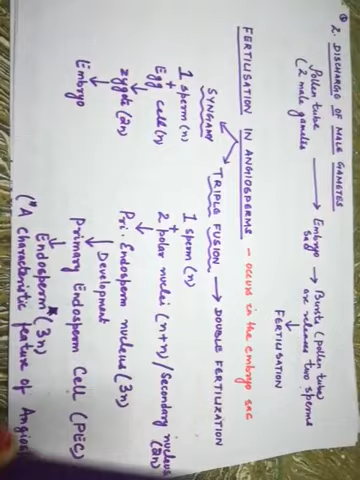 2. DISCHARGE OF MALE GAMETES
Pollen tube → Embryo sac → Bursts (pollen tube)
(2 male gametes are releases two sperms
↓
FERTILISATION
FERTILISATION IN ANGIOSPERMS - occurs in the embryo sac
SYNGAMY TRIPLE FUSION → DOUBLE FERTILIZATION
1 sperm (n) 1 sperm (n)
+ +
Egg cell (n) 2 polar nuclei (n+n) / Secondary nucleus (2n)
↓ ↓
zygote (2n) Pri. Endosperm nucleus (3n)
↓ ↓ Development
Embryo Primary Endosperm Cell (PEC)
↓
Endosperm (3n)
("A Characteristic feature of Angios